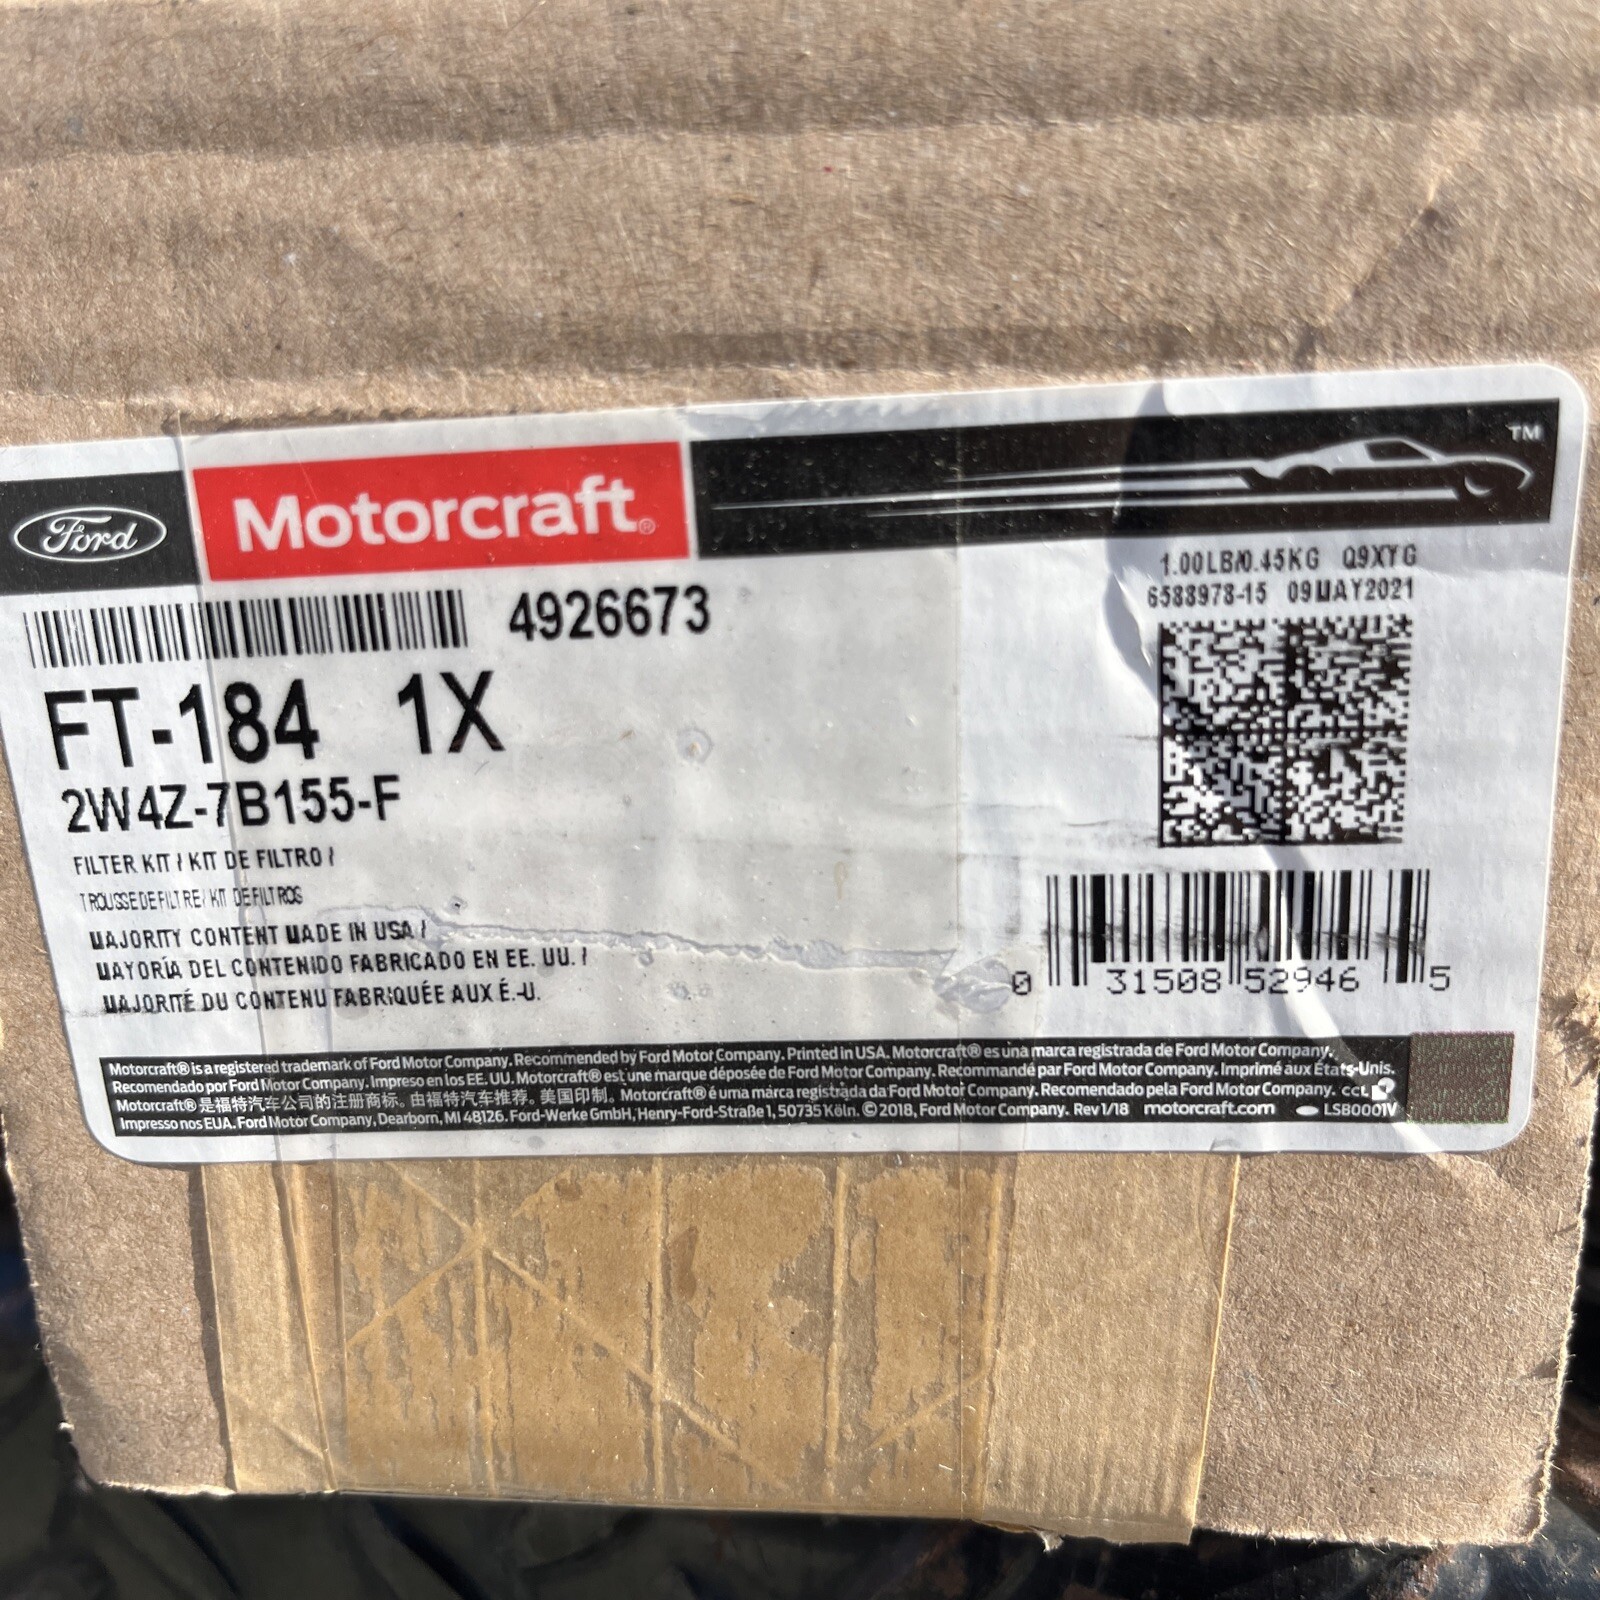 Ford Motorcraft® TM
1.00LB/0.45KG Q9XYG
6588978-15 09MAY2021
4926673
FT-184 1X
2W4Z-7B155-F
FILTER KIT / KIT DE FILTRO /
TROUSSE DE FILTRE / KIT DE FILTROS
MAJORITY CONTENT MADE IN USA /
MAYORÍA DEL CONTENIDO FABRICADO EN EE. UU. /
MAJORITÉ DU CONTENU FABRIQUÉE AUX É.-U.
0 31508 52946 5
Motorcraft® is a registered trademark of Ford Motor Company. Recommended by Ford Motor Company. Printed in USA. Motorcraft® es una marca registrada de Ford Motor Company.
Recomendado por Ford Motor Company. Impreso en los EE. UU. Motorcraft® est une marque déposée de Ford Motor Company. Recommandé par Ford Motor Company. Imprimé aux États-Unis.
Motorcraft® 是福特汽车公司的注册商标。由福特汽车推荐。美国印制。Motorcraft® é uma marca registrada da Ford Motor Company. Recomendado pela Ford Motor Company. CCL
Impresso nos EUA. Ford Motor Company, Dearborn, MI 48126. Ford-Werke GmbH, Henry-Ford-Straße 1, 50735 Köln. © 2018, Ford Motor Company. Rev 1/18 motorcraft.com LSB0001V